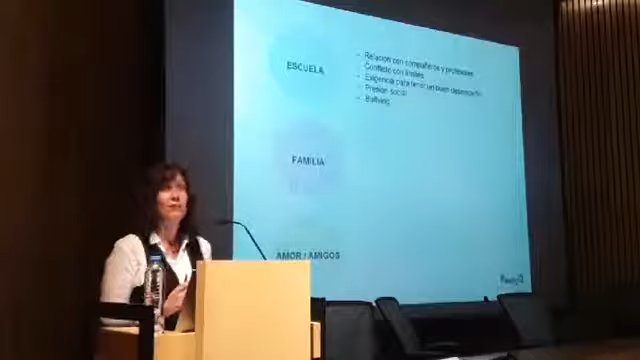 ESCUELA
- Relación con compañeros y profesores
- Conflicto con límites
- Exigencia para tener un buen desempeño
- Presión social
- Bullying
FAMILIA
AMOR / AMIGOS